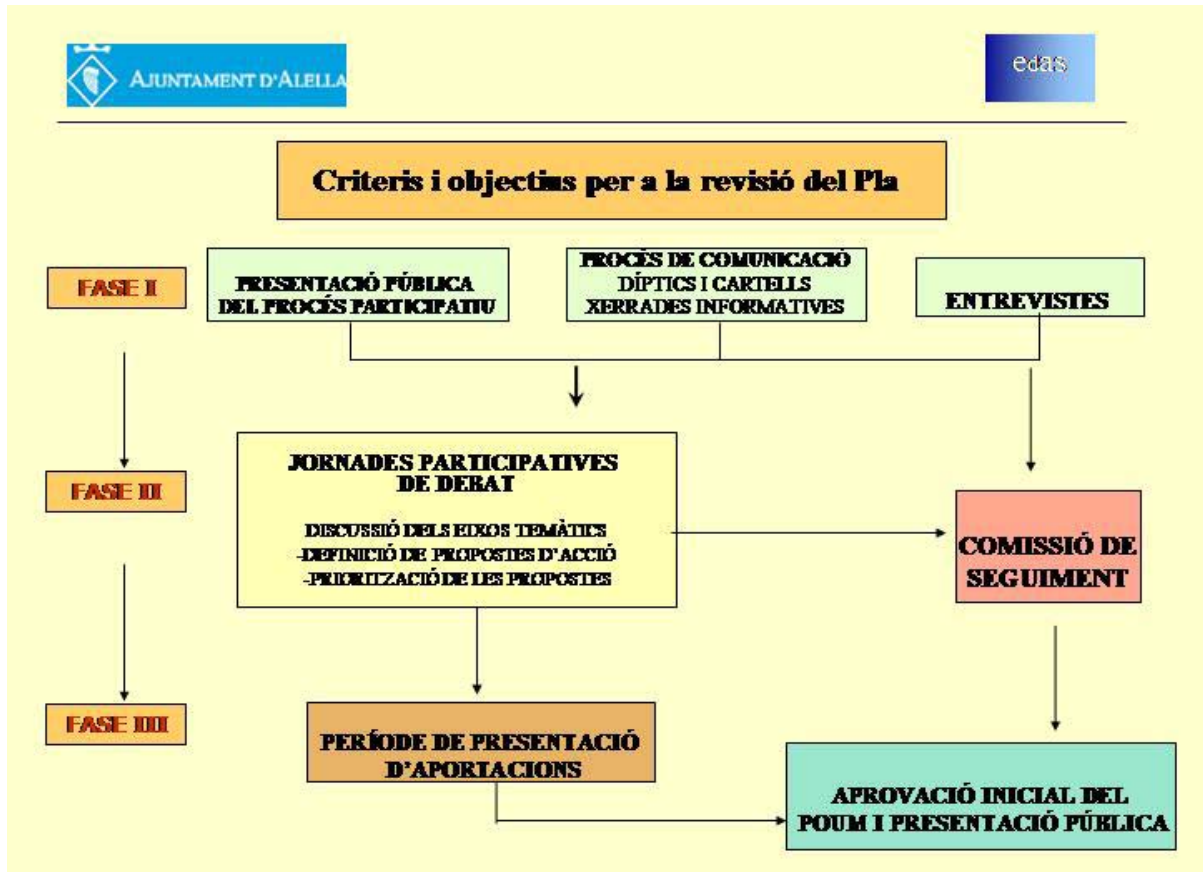 AJUNTAMENT D'ALELLA
edas
Criteris i objectius per a la revisió del Pla
FASE I
PRESENTACIÓ PÚBLICA
DEL PROCÉS PARTICIPATIU
PROCÉS DE COMUNICACIÓ
DÍPTICS I CARTELLS
XERRADES INFORMATIVES
ENTREVISTES
FASE II
JORNADES PARTICIPATIVES
DE DEBAT
DISCUSSIÓ DELS EIXOS TEMÀTICS
-DEFINICIÓ DE PROPOSTES D'ACCIÓ
-PRIORITZACIÓ DE LES PROPOSTES
COMISSIÓ DE
SEGUIMENT
FASE III
PERÍODE DE PRESENTACIÓ
D'APORTACIONS
APROVACIÓ INICIAL DEL
POUM I PRESENTACIÓ PÚBLICA